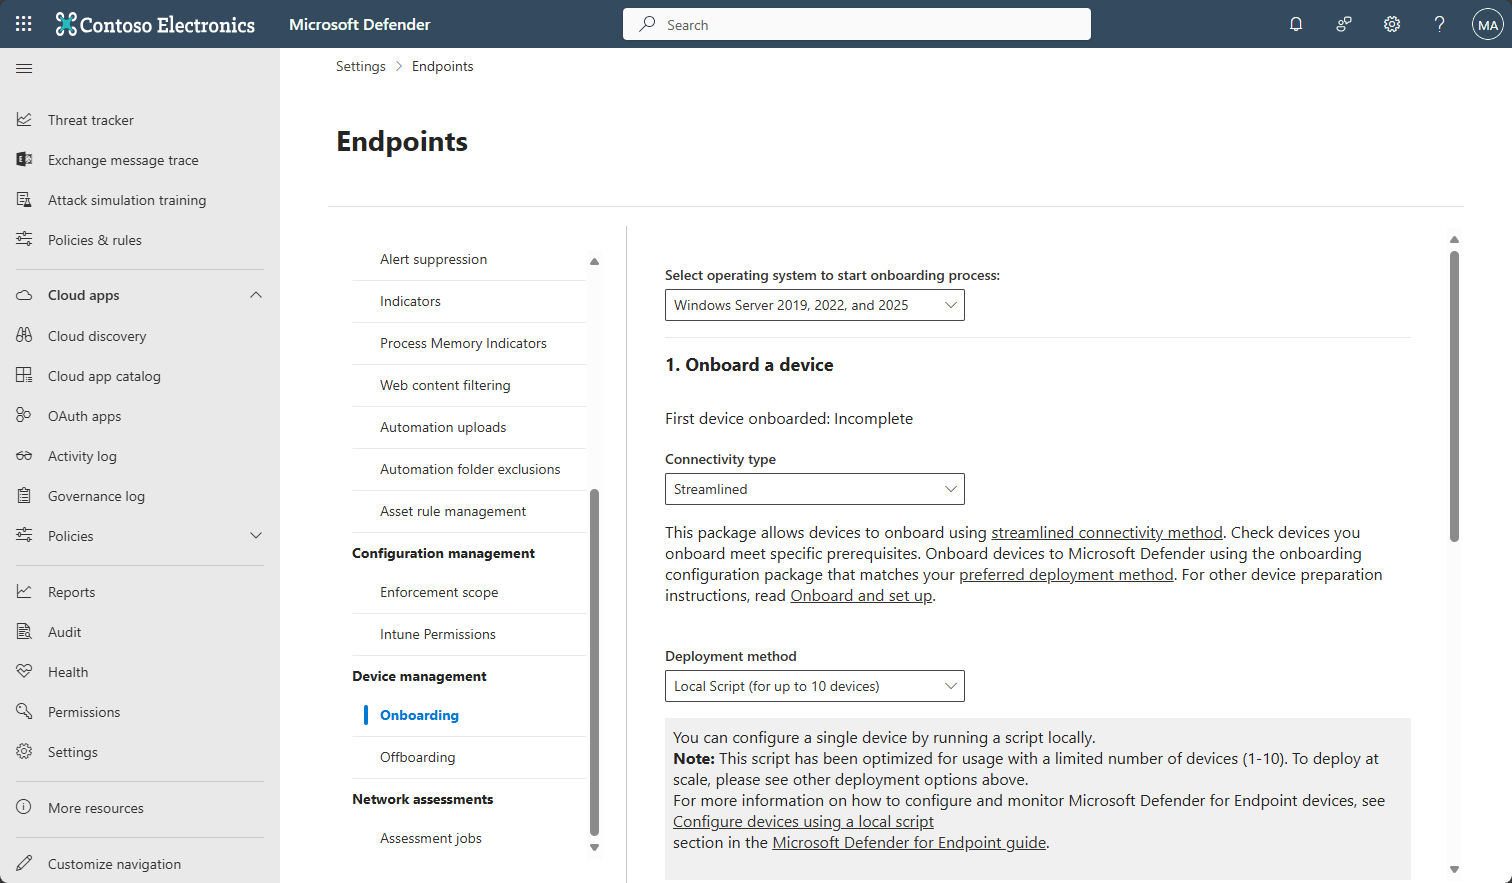 Contoso Electronics
Microsoft Defender
Search
MA
Threat tracker
Exchange message trace
Attack simulation training
Policies & rules
Cloud apps
Cloud discovery
Cloud app catalog
OAuth apps
Activity log
Governance log
Policies
Reports
Audit
Health
Permissions
Settings
More resources
Customize navigation
Settings > Endpoints
Endpoints
Alert suppression
Indicators
Process Memory Indicators
Web content filtering
Automation uploads
Automation folder exclusions
Asset rule management
Configuration management
Enforcement scope
Intune Permissions
Device management
Onboarding
Offboarding
Network assessments
Assessment jobs
Select operating system to start onboarding process:
Windows Server 2019, 2022, and 2025
1. Onboard a device
First device onboarded: Incomplete
Connectivity type
Streamlined
This package allows devices to onboard using streamlined connectivity method. Check devices you
onboard meet specific prerequisites. Onboard devices to Microsoft Defender using the onboarding
configuration package that matches your preferred deployment method. For other device preparation
instructions, read Onboard and set up.
Deployment method
Local Script (for up to 10 devices)
You can configure a single device by running a script locally.
Note: This script has been optimized for usage with a limited number of devices (1-10). To deploy at
scale, please see other deployment options above.
For more information on how to configure and monitor Microsoft Defender for Endpoint devices, see
Configure devices using a local script
section in the Microsoft Defender for Endpoint guide.